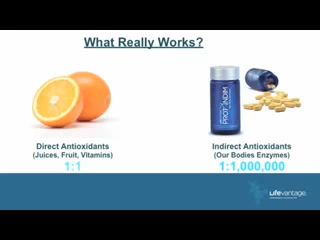 What Really Works?
PROTANDIM
Direct Antioxidants
(Juices, Fruit, Vitamins)
1:1
Indirect Antioxidants
(Our Bodies Enzymes)
1:1,000,000
Lifevantage